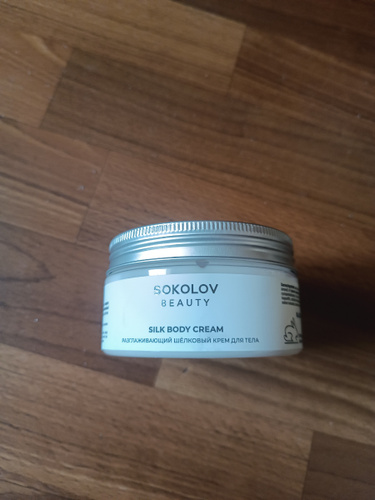 SOKOLOV
BEAUTY
SILK BODY CREAM
РАЗГЛАЖИВАЮЩИЙ ШЁЛКОВЫЙ КРЕМ ДЛЯ ТЕЛА